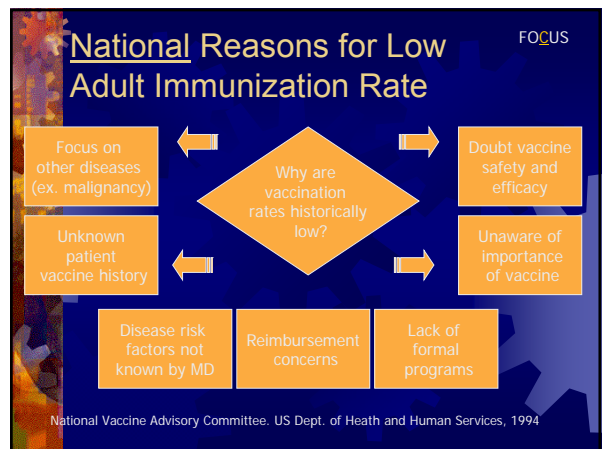 National Reasons for Low
Adult Immunization Rate
FOCUS
Focus on
other diseases
(ex. malignancy)
Why are
vaccination
rates historically
low?
Doubt vaccine
safety and
efficacy
Unknown
patient
vaccine history
Unaware of
importance
of vaccine
Disease risk
factors not
known by MD
Reimbursement
concerns
Lack of
formal
programs
National Vaccine Advisory Committee. US Dept. of Heath and Human Services, 1994